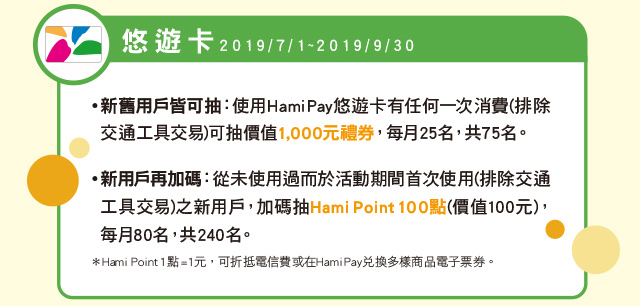 悠遊卡 2019/7/1~2019/9/30
•新舊用戶皆可抽：使用HamiPay悠遊卡有任何一次消費(排除
交通工具交易)可抽價值1,000元禮券，每月25名，共75名。
•新用戶再加碼：從未使用過而於活動期間首次使用(排除交通
工具交易)之新用戶，加碼抽Hami Point 100點(價值100元)，
每月80名，共240名。
＊Hami Point 1點=1元，可折抵電信費或在HamiPay兌換多樣商品電子票券。